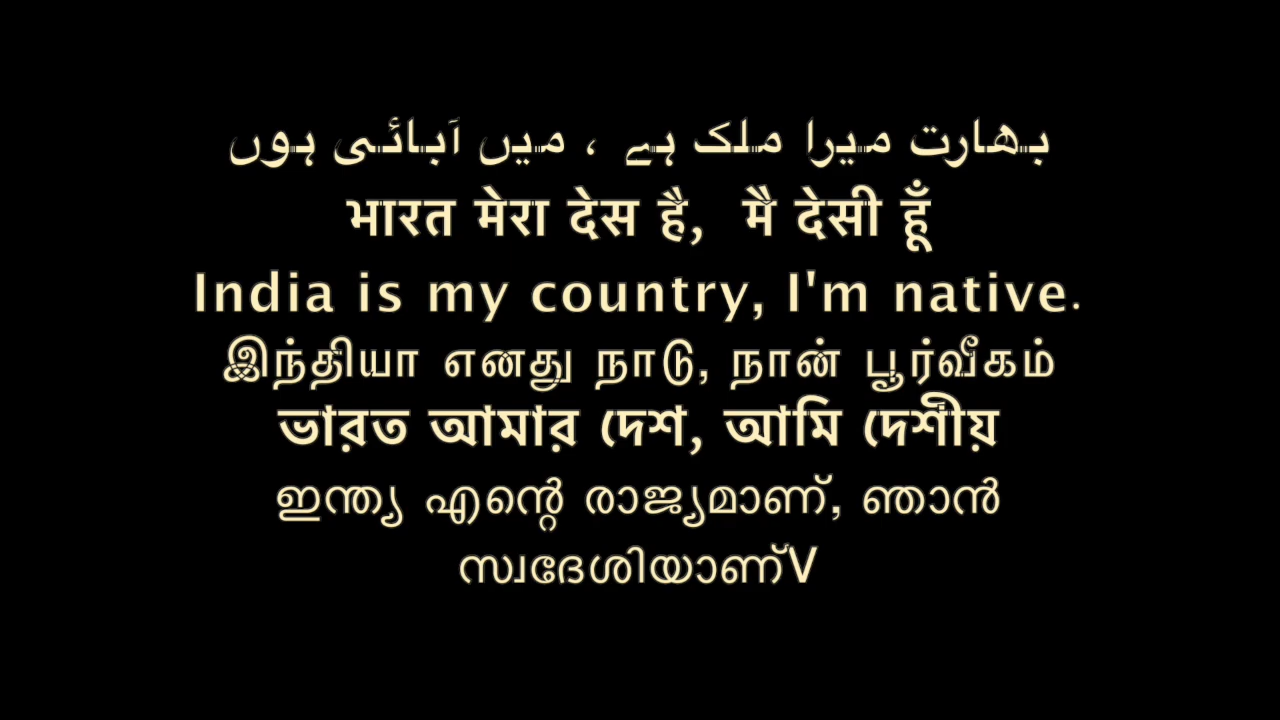 بھارت میرا ملک ہے ، میں آبائی ہوں
भारत मेरा देस है, मै देसी हूँ
India is my country, I'm native.
இந்தியா எனது நாடு, நான் பூர்வீகம்
ভারত আমার দেশ, আমি দেশীয়
ഇന്ത്യ എന്റെ രാജ്യമാണ്, ഞാൻ
സ്വദേശിയാണ്V